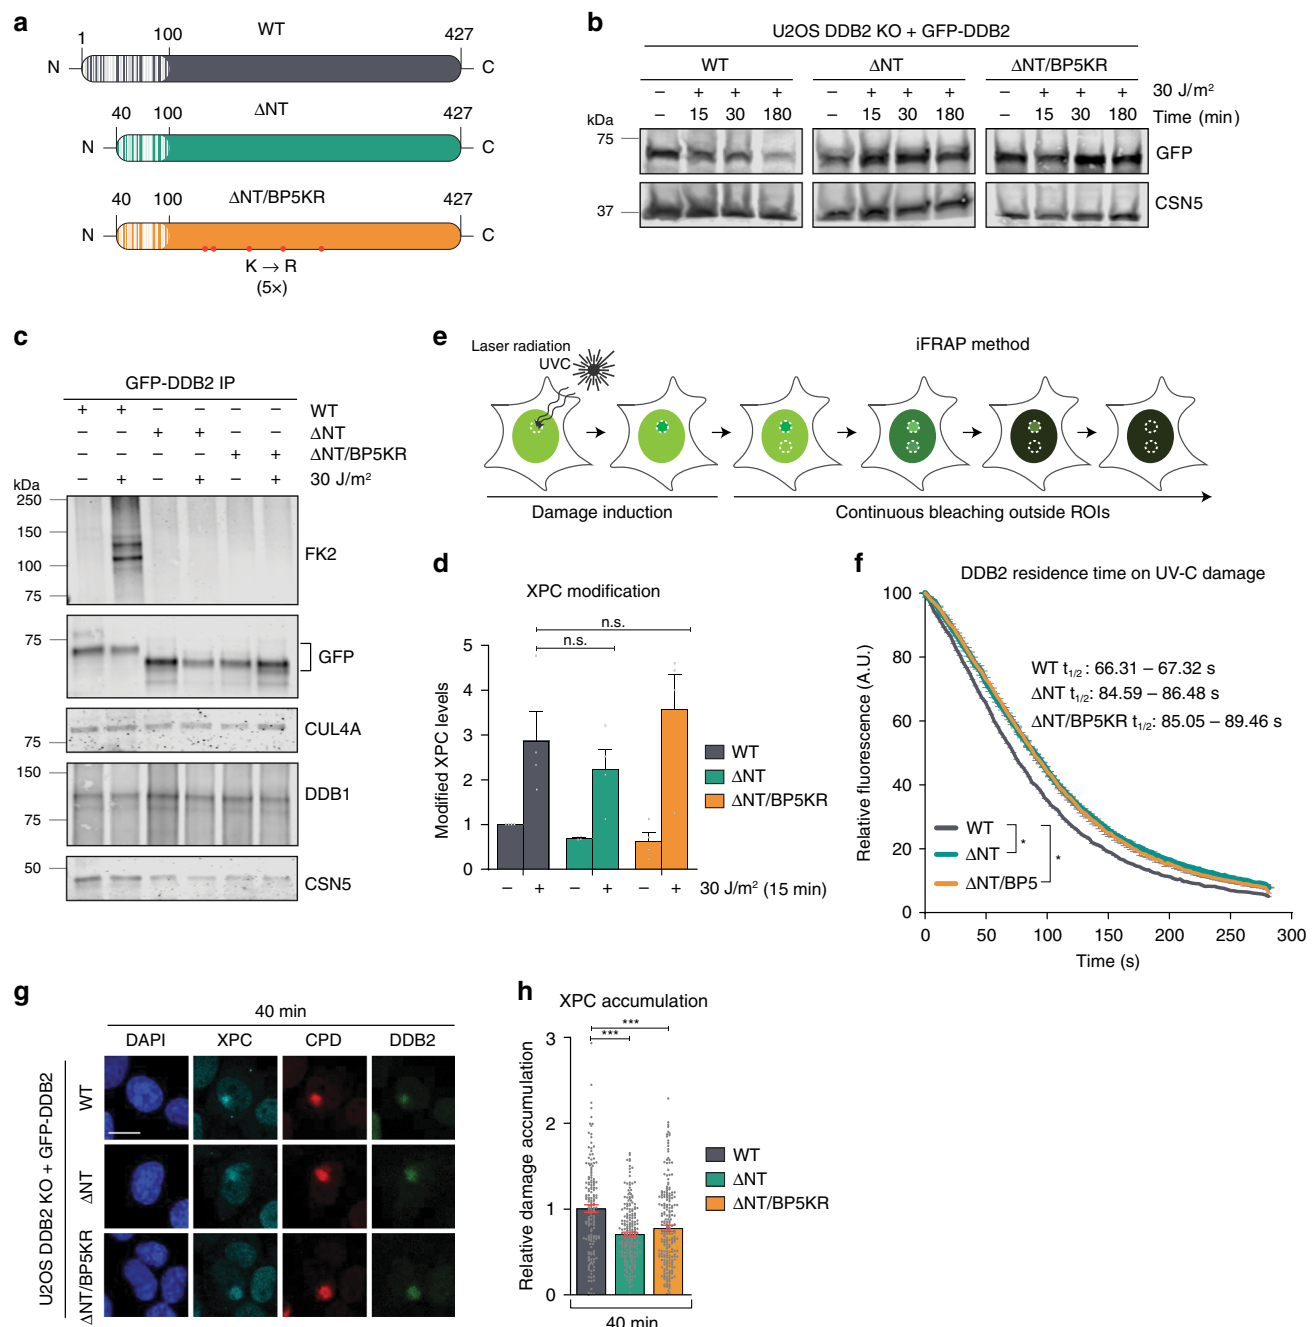 a
WT
1 100 427
N C
ΔNT
40 100 427
N C
ΔNT/BP5KR
40 100 427
N C
K → R
(5×)
b
U2OS DDB2 KO + GFP-DDB2
WT ΔNT ΔNT/BP5KR
– + + + – + + + – + + + 30 J/m²
– 15 30 180 – 15 30 180 – 15 30 180 Time (min)
kDa
75
GFP
37
CSN5
c
GFP-DDB2 IP
+ + – – – – WT
– – + + – – ΔNT
– – – – + + ΔNT/BP5KR
– + – + – + 30 J/m²
kDa
250
150
100
75
FK2
75
GFP
CUL4A
75
150
DDB1
75
50
CSN5
e
Laser radiation
UVC
iFRAP method
Damage induction
Continuous bleaching outside ROIs
d
XPC modification
n.s.
n.s.
Modified XPC levels
5
4
3
2
1
0
– + – + – + 30 J/m² (15 min)
WT
ΔNT
ΔNT/BP5KR
f
DDB2 residence time on UV-C damage
WT t1/2: 66.31 – 67.32 s
ΔNT t1/2: 84.59 – 86.48 s
ΔNT/BP5KR t1/2: 85.05 – 89.46 s
Relative fluorescence (A.U.)
100
80
60
40
20
0
WT
ΔNT
ΔNT/BP5
*
*
0 50 100 150 200 250 300
Time (s)
g
40 min
DAPI XPC CPD DDB2
U2OS DDB2 KO + GFP-DDB2
WT
ΔNT
ΔNT/BP5KR
h
XPC accumulation
***
***
Relative damage accumulation
3
2
1
0
40 min
WT
ΔNT
ΔNT/BP5KR